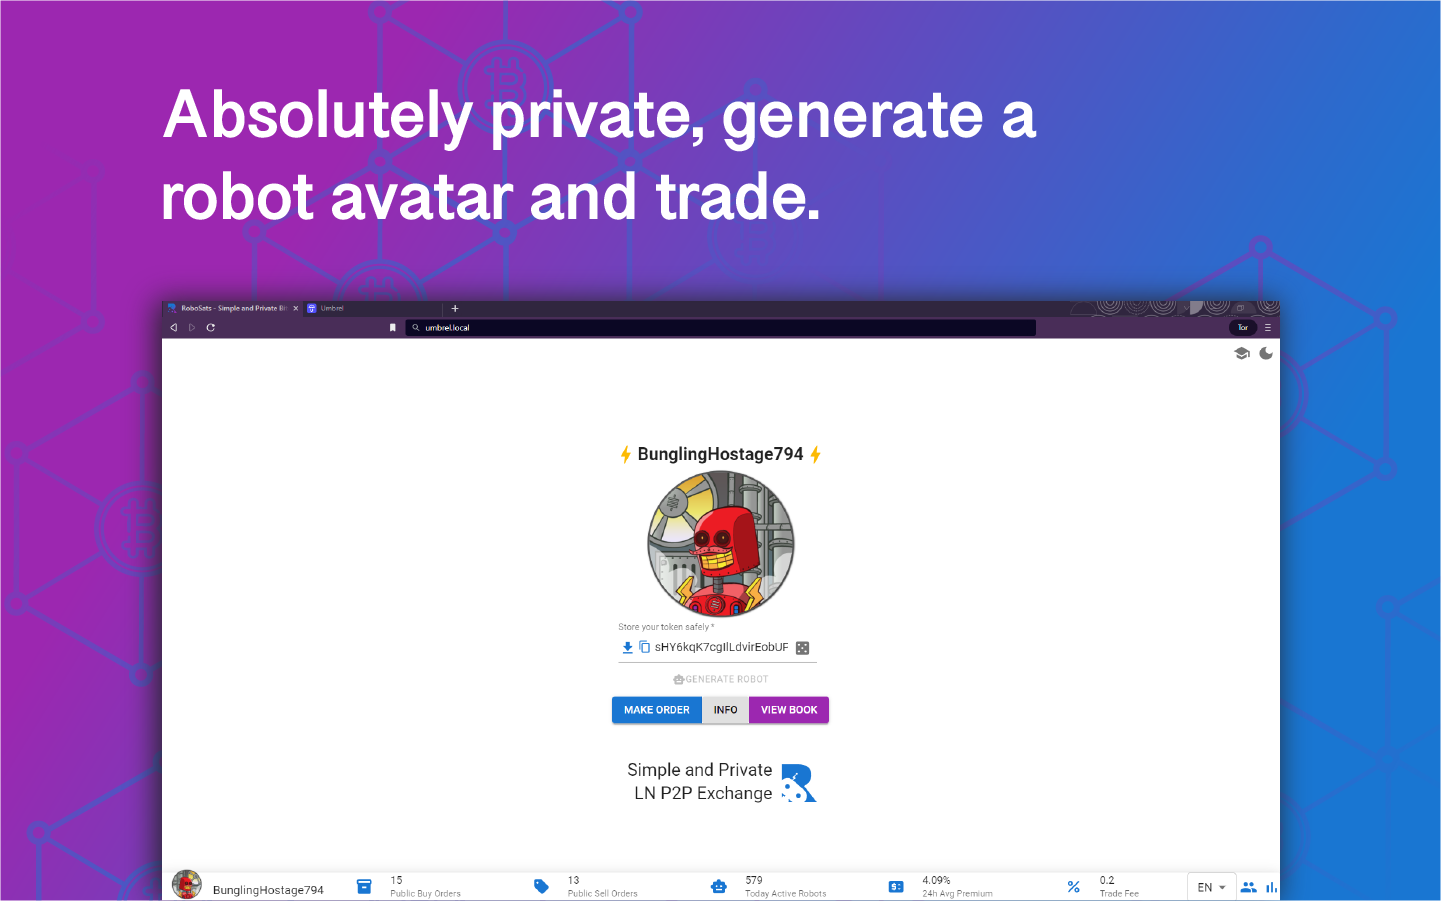 Absolutely private, generate a
robot avatar and trade.
RoboSats - Simple and Private Bit
Umbrel
umbrel.local
Tor
BunglingHostage794
Store your token safely *
sHY6kqK7cgIlLdvirEobUF
GENERATE ROBOT
MAKE ORDER INFO VIEW BOOK
Simple and Private
LN P2P Exchange
BunglingHostage794
15
Public Buy Orders
13
Public Sell Orders
579
Today Active Robots
4.09%
24h Avg Premium
0.2
Trade Fee
EN